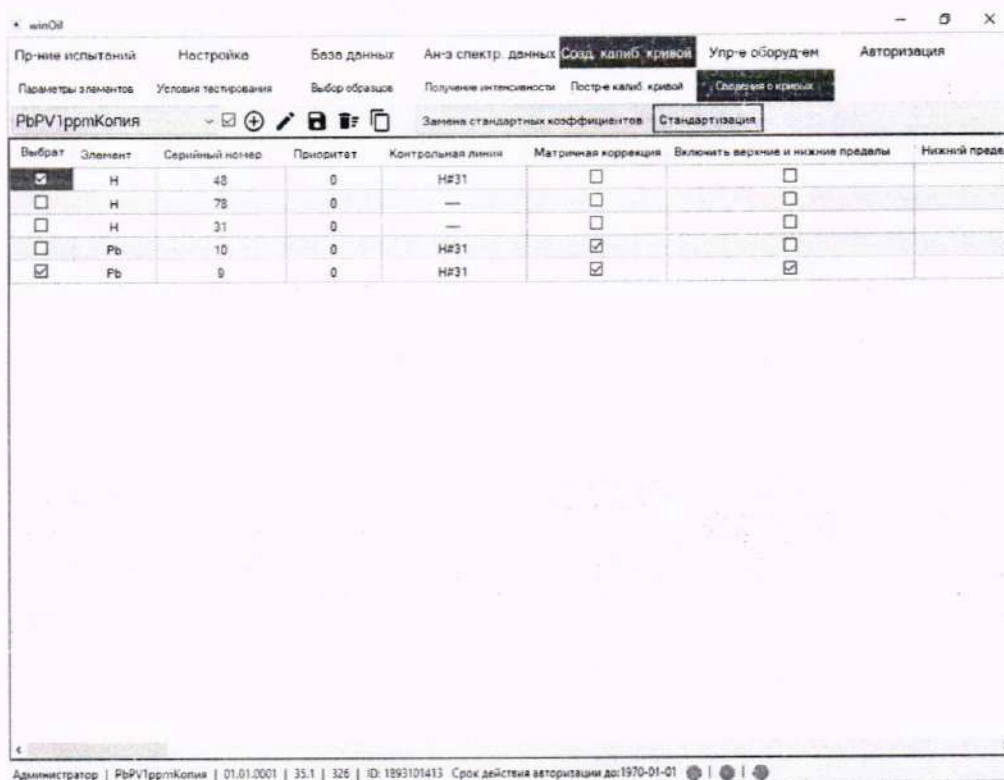 winOil
Пр-ние испытаний Настройка База данных Ан-з спектр. данных Созд. калиб. кривой Упр-е оборуд-ем Авторизация
Параметры элементов Условия тестирования Выбор образцов Получение интенсивности Постр-е калиб. кривой Сведения о кривых
PbPV1ppmКопия Замена стандартных коэффициентов Стандартизация
Выбрат Элемент Серийный номер Приоритет Контрольная линия Матричная коррекция Включить верхние и нижние пределы Нижний преде
H 48 0 H#31
H 78 0 —
H 31 0 —
Pb 10 0 H#31
Pb 9 0 H#31
Администратор | PbPV1ppmКопия | 01.01.0001 | 35.1 | 326 | ID: 1893101413 Срок действия авторизации до:1970-01-01